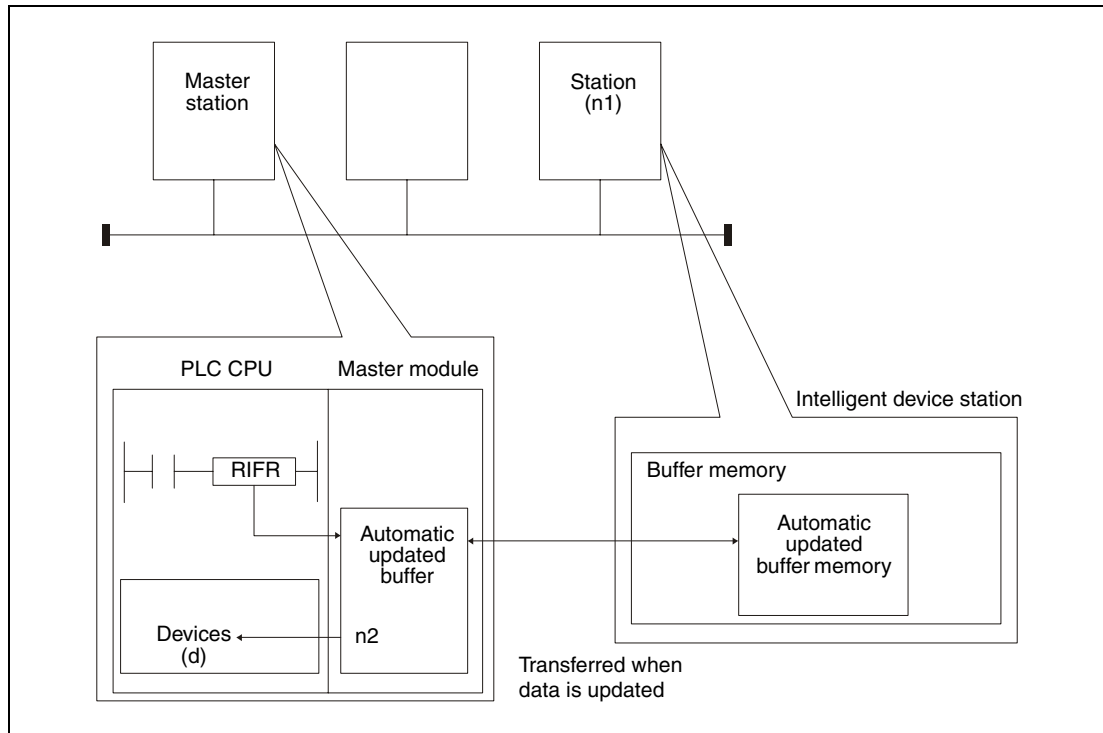 Master
station
Station
(n1)
PLC CPU
Master module
Intelligent device station
RIFR
Buffer memory
Automatic
updated
buffer
Automatic
updated
buffer memory
Devices
(d)
n2
Transferred when
data is updated